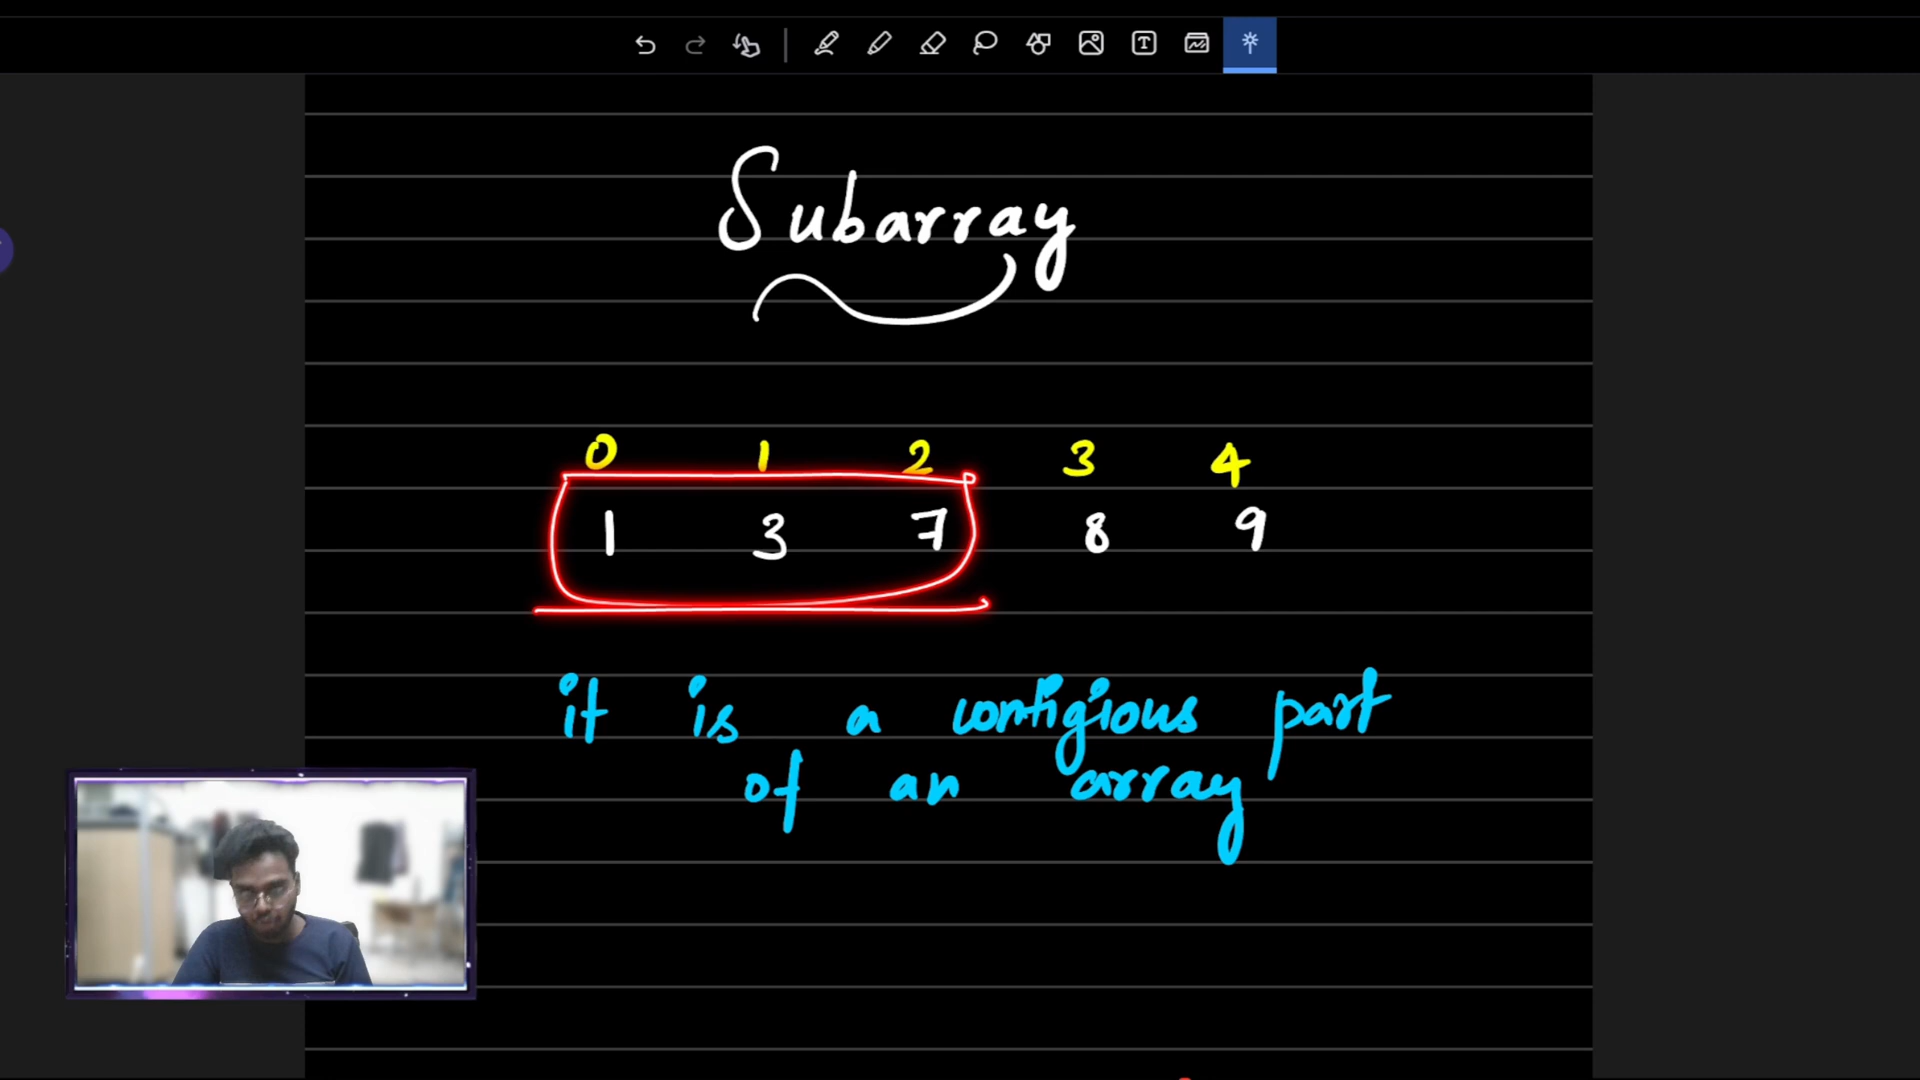 Subarray
0 1 2 3 4
1 3 7 8 9
it is a contigious part
of an array